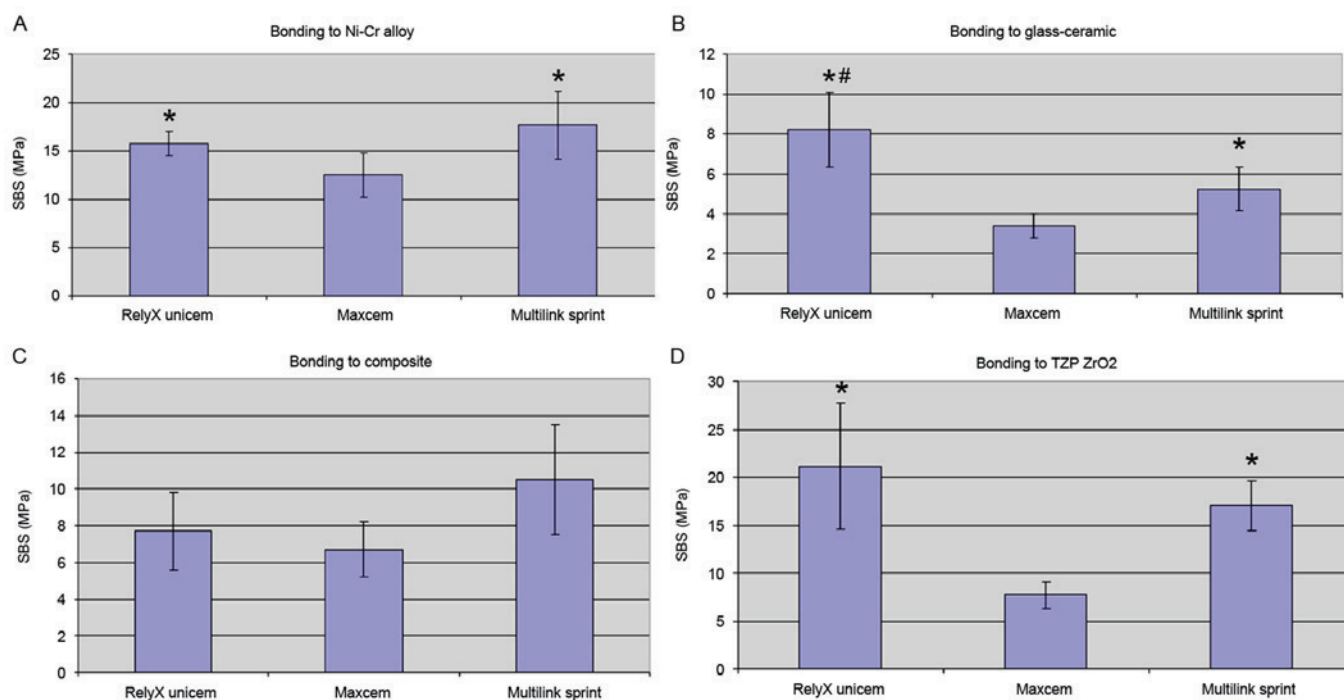 A
Bonding to Ni-Cr alloy
SBS (MPa)
25
20
15
10
5
0
*
*
RelyX unicem Maxcem Multilink sprint
B
Bonding to glass-ceramic
SBS (MPa)
12
10
8
6
4
2
0
*#
*
RelyX unicem Maxcem Multilink sprint
C
Bonding to composite
SBS (MPa)
16
14
12
10
8
6
4
2
0
RelyX unicem Maxcem Multilink sprint
D
Bonding to TZP ZrO2
SBS (MPa)
30
25
20
15
10
5
0
*
*
RelyX unicem Maxcem Multilink sprint